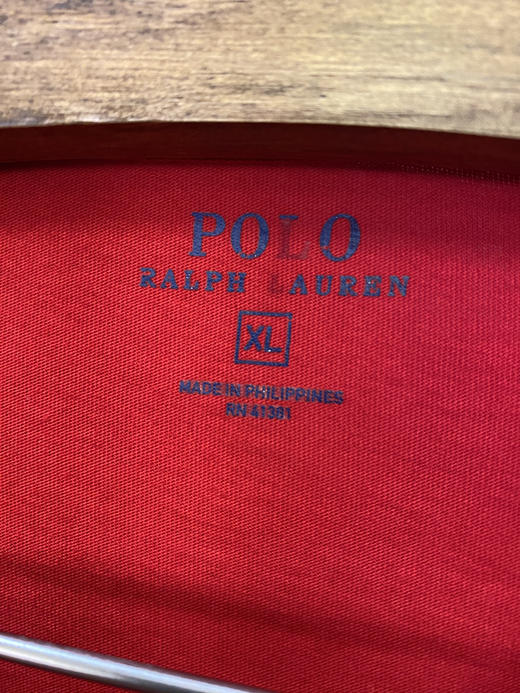 POLO
RALPH LAUREN
XL
MADE IN PHILIPPINES
RN 41381